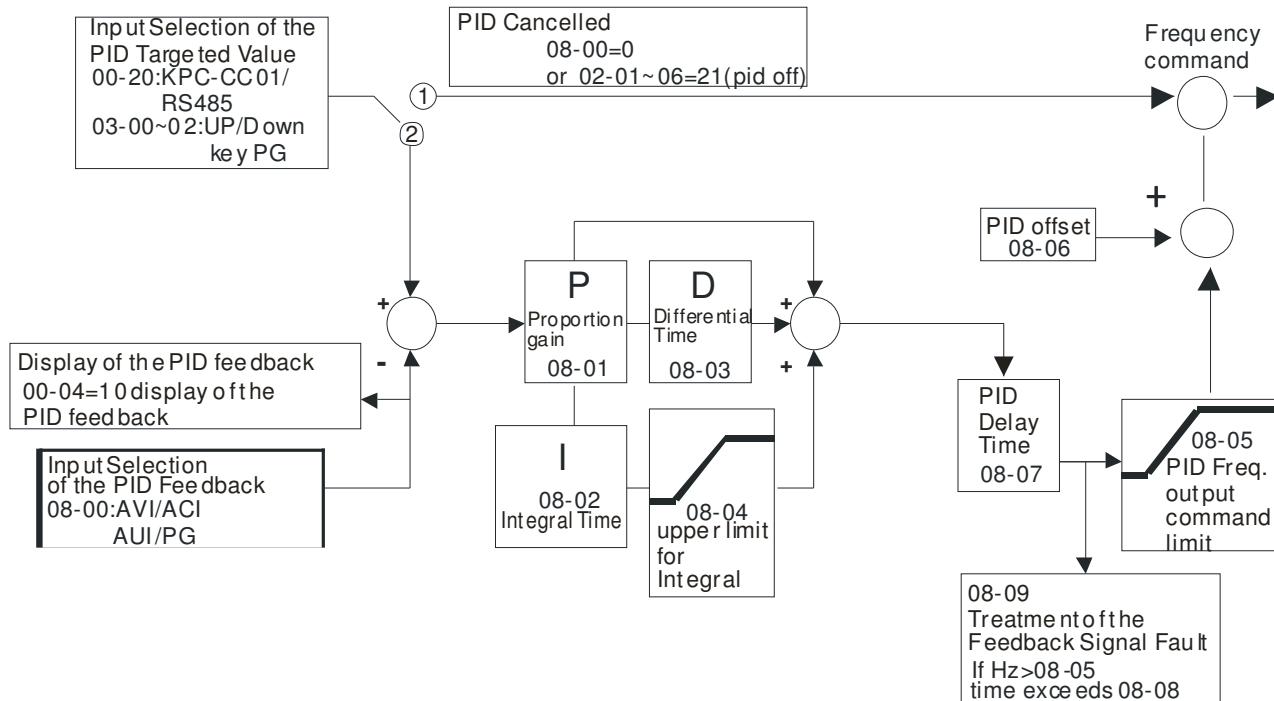 Input Selection of the
PID Targeted Value
00-20:KPC-CC01/
RS485
03-00~02:UP/Down
key PG
PID Cancelled
08-00=0
or 02-01~06=21(pid off)
1
2
Frequency
command
+
PID offset
08-06
+
-
P
Proportion
gain
08-01
D
Differential
Time
08-03
+
+
Display of the PID feedback
00-04=10 display of the
PID feedback
Input Selection
of the PID Feedback
08-00:AVI/ACI
AUI/PG
I
08-02
Integral Time
08-04
upper limit
for
Integral
PID
Delay
Time
08-07
08-05
PID Freq.
output
command
limit
08-09
Treatment of the
Feedback Signal Fault
If Hz>08-05
time exceeds 08-08